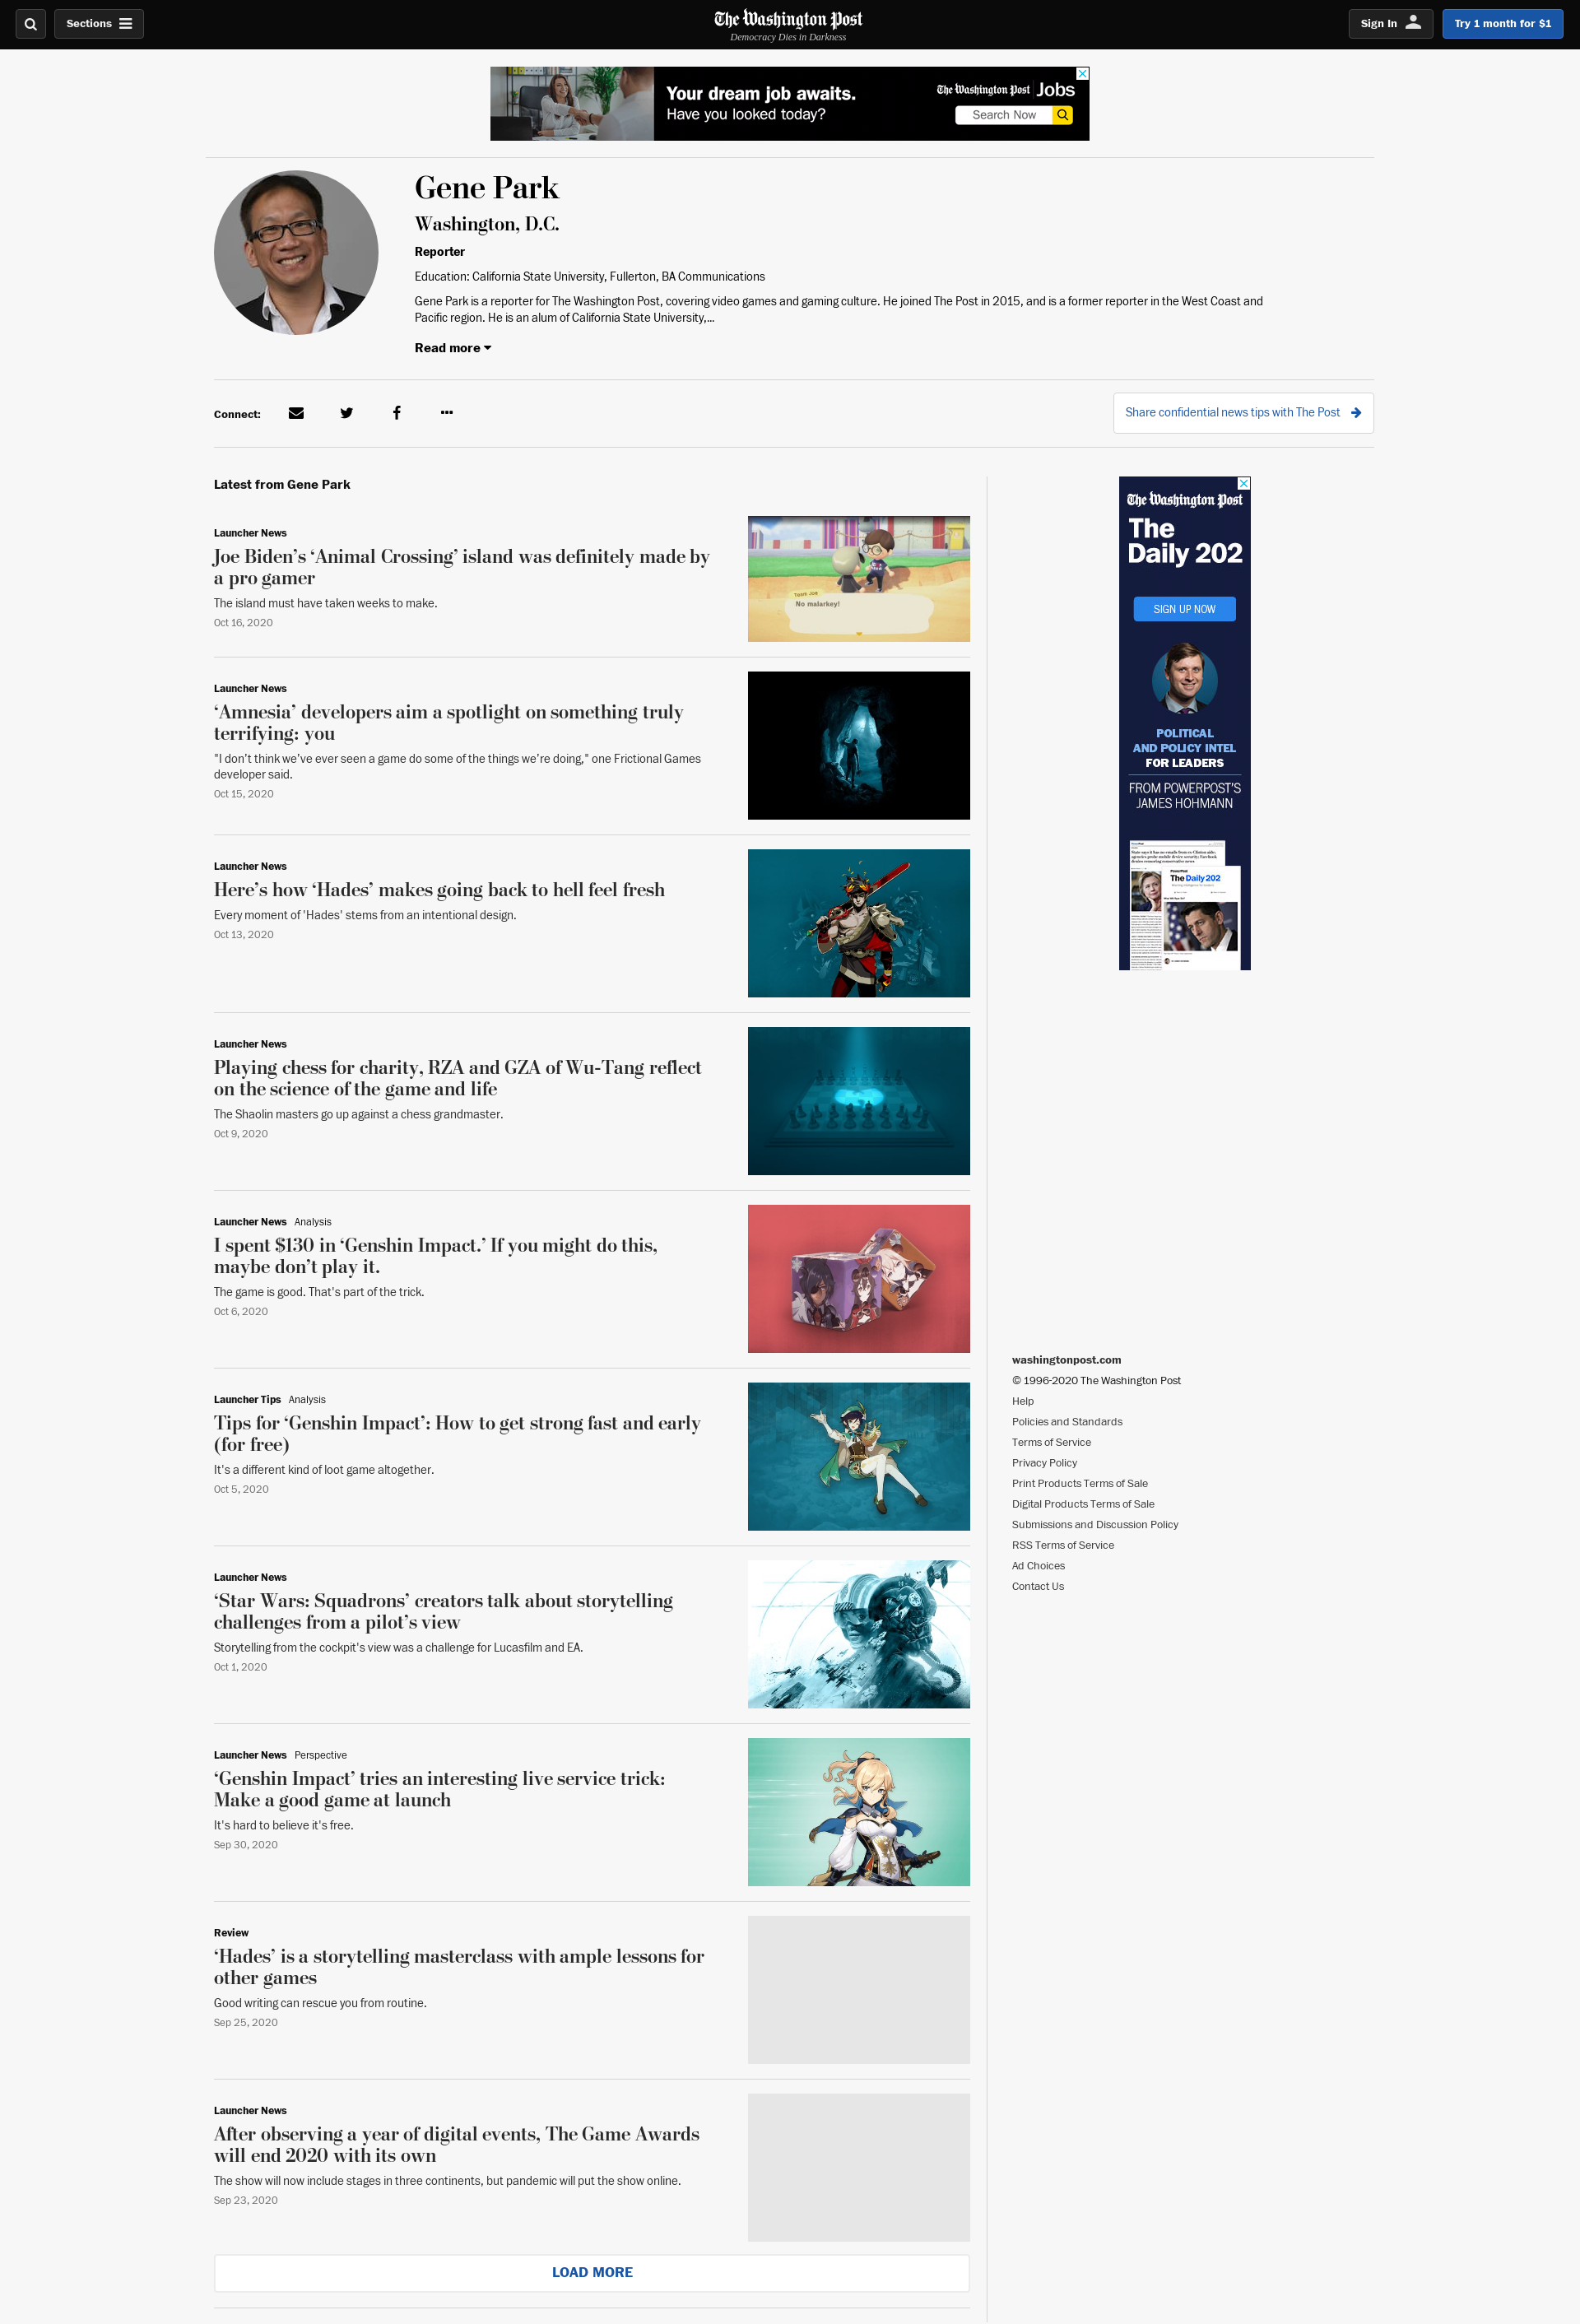 Sections
The Washington Post
Democracy Dies in Darkness
Sign In
Try 1 month for $1
Your dream job awaits.
Have you looked today?
The Washington Post Jobs
Search Now
Gene Park
Washington, D.C.
Reporter
Education: California State University, Fullerton, BA Communications
Gene Park is a reporter for The Washington Post, covering video games and gaming culture. He joined The Post in 2015, and is a former reporter in the West Coast and
Pacific region. He is an alum of California State University,...
Read more
Connect:
Share confidential news tips with The Post
Latest from Gene Park
Launcher News
Joe Biden’s ‘Animal Crossing’ island was definitely made by
a pro gamer
The island must have taken weeks to make.
Oct 16, 2020
No malarkey!
Launcher News
‘Amnesia’ developers aim a spotlight on something truly
terrifying: you
"I don’t think we’ve ever seen a game do some of the things we’re doing," one Frictional Games
developer said.
Oct 15, 2020
Launcher News
Here’s how ‘Hades’ makes going back to hell feel fresh
Every moment of 'Hades' stems from an intentional design.
Oct 13, 2020
Launcher News
Playing chess for charity, RZA and GZA of Wu-Tang reflect
on the science of the game and life
The Shaolin masters go up against a chess grandmaster.
Oct 9, 2020
Launcher News Analysis
I spent $130 in ‘Genshin Impact.’ If you might do this,
maybe don’t play it.
The game is good. That's part of the trick.
Oct 6, 2020
Launcher Tips Analysis
Tips for ‘Genshin Impact’: How to get strong fast and early
(for free)
It's a different kind of loot game altogether.
Oct 5, 2020
Launcher News
‘Star Wars: Squadrons’ creators talk about storytelling
challenges from a pilot’s view
Storytelling from the cockpit's view was a challenge for Lucasfilm and EA.
Oct 1, 2020
Launcher News Perspective
‘Genshin Impact’ tries an interesting live service trick:
Make a good game at launch
It's hard to believe it's free.
Sep 30, 2020
Review
‘Hades’ is a storytelling masterclass with ample lessons for
other games
Good writing can rescue you from routine.
Sep 25, 2020
Launcher News
After observing a year of digital events, The Game Awards
will end 2020 with its own
The show will now include stages in three continents, but pandemic will put the show online.
Sep 23, 2020
LOAD MORE
The Washington Post
The
Daily 202
SIGN UP NOW
POLITICAL
AND POLICY INTEL
FOR LEADERS
FROM POWERPOST'S
JAMES HOHMANN
The Daily 202
washingtonpost.com
© 1996-2020 The Washington Post
Help
Policies and Standards
Terms of Service
Privacy Policy
Print Products Terms of Sale
Digital Products Terms of Sale
Submissions and Discussion Policy
RSS Terms of Service
Ad Choices
Contact Us